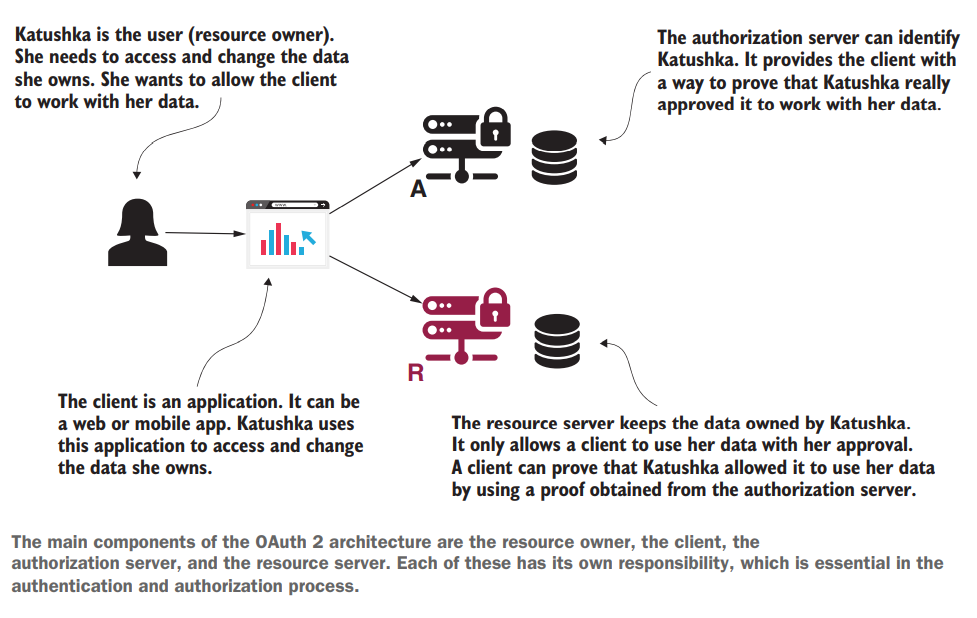 Katushka is the user (resource owner).
She needs to access and change the data
she owns. She wants to allow the client
to work with her data.
The authorization server can identify
Katushka. It provides the client with
a way to prove that Katushka really
approved it to work with her data.
A
www.
R
The client is an application. It can be
a web or mobile app. Katushka uses
this application to access and change
the data she owns.
The resource server keeps the data owned by Katushka.
It only allows a client to use her data with her approval.
A client can prove that Katushka allowed it to use her data
by using a proof obtained from the authorization server.
The main components of the OAuth 2 architecture are the resource owner, the client, the
authorization server, and the resource server. Each of these has its own responsibility, which is essential in the
authentication and authorization process.